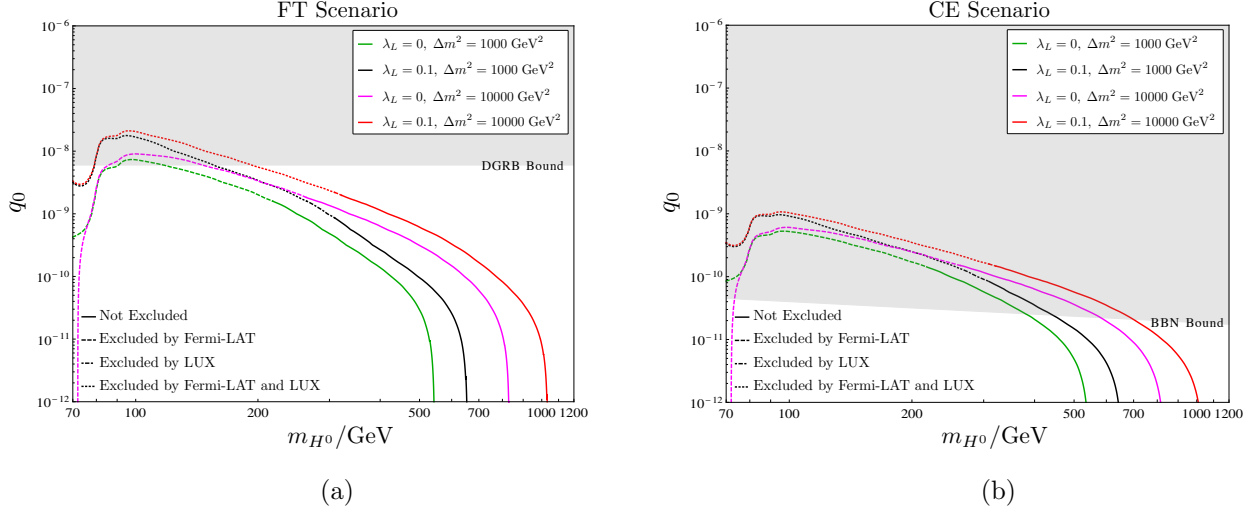 FT Scenario
10^{-6}
10^{-7}
10^{-8}
10^{-9}
10^{-10}
10^{-11}
10^{-12}
q_0
λ_L = 0, Δm^2 = 1000 GeV^2
λ_L = 0.1, Δm^2 = 1000 GeV^2
λ_L = 0, Δm^2 = 10000 GeV^2
λ_L = 0.1, Δm^2 = 10000 GeV^2
DGRB Bound
Not Excluded
Excluded by Fermi-LAT
Excluded by LUX
Excluded by Fermi-LAT and LUX
70 100 200 500 700 1000 1200
m_{H^0}/GeV
(a)
CE Scenario
10^{-6}
10^{-7}
10^{-8}
10^{-9}
10^{-10}
10^{-11}
10^{-12}
q_0
λ_L = 0, Δm^2 = 1000 GeV^2
λ_L = 0.1, Δm^2 = 1000 GeV^2
λ_L = 0, Δm^2 = 10000 GeV^2
λ_L = 0.1, Δm^2 = 10000 GeV^2
BBN Bound
Not Excluded
Excluded by Fermi-LAT
Excluded by LUX
Excluded by Fermi-LAT and LUX
70 100 200 500 700 1000 1200
m_{H^0}/GeV
(b)